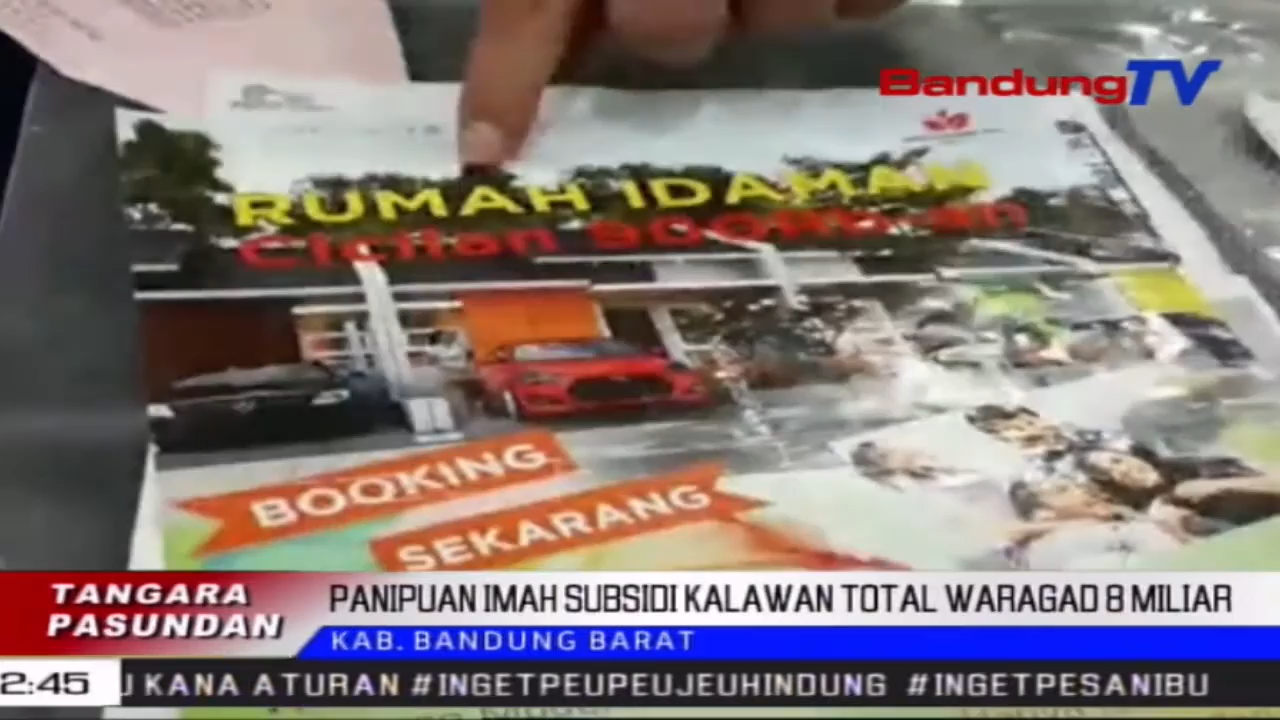 BandungTV
RUMAH IDAMAN
Cicilan
BOOKING
SEKARANG
TANGARA
PASUNDAN
PANIPUAN IMAH SUBSIDI KALAWAN TOTAL WARAGAD 8 MILIAR
KAB. BANDUNG BARAT
2:45
KANA ATURAN #INGETPEUPEUJEUHINDUNG #INGETPESANIBU